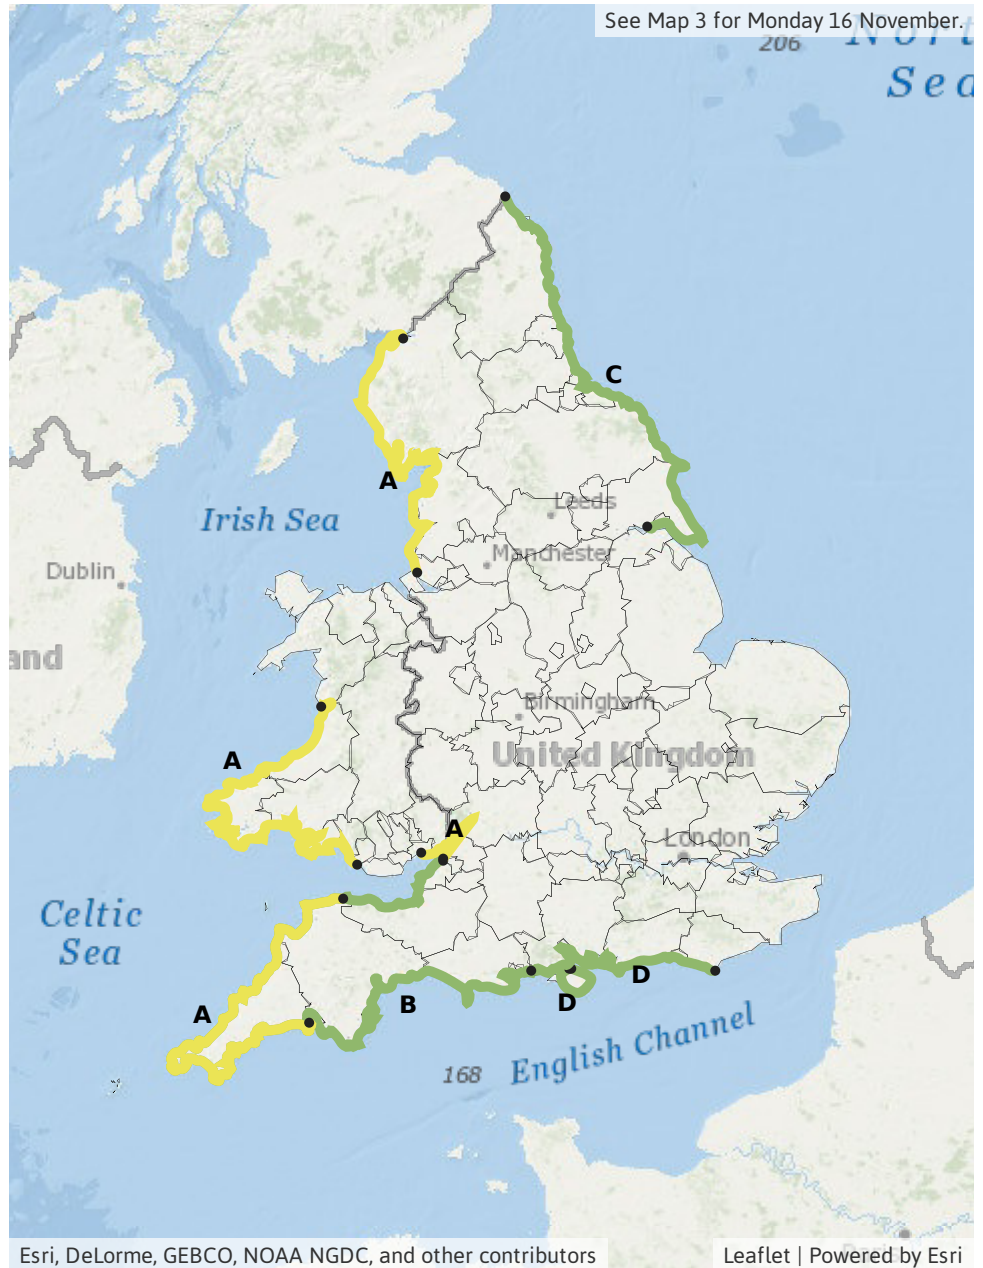 See Map 3 for Monday 16 November.
206
Sea
C
A
Leeds
Irish Sea
Manchester
Dublin
and
Birmingham
A
United Kingdom
A
London
Celtic
Sea
D
B
D
A
English Channel
168
Esri, DeLorme, GEBCO, NOAA NGDC, and other contributors
Leaflet | Powered by Esri